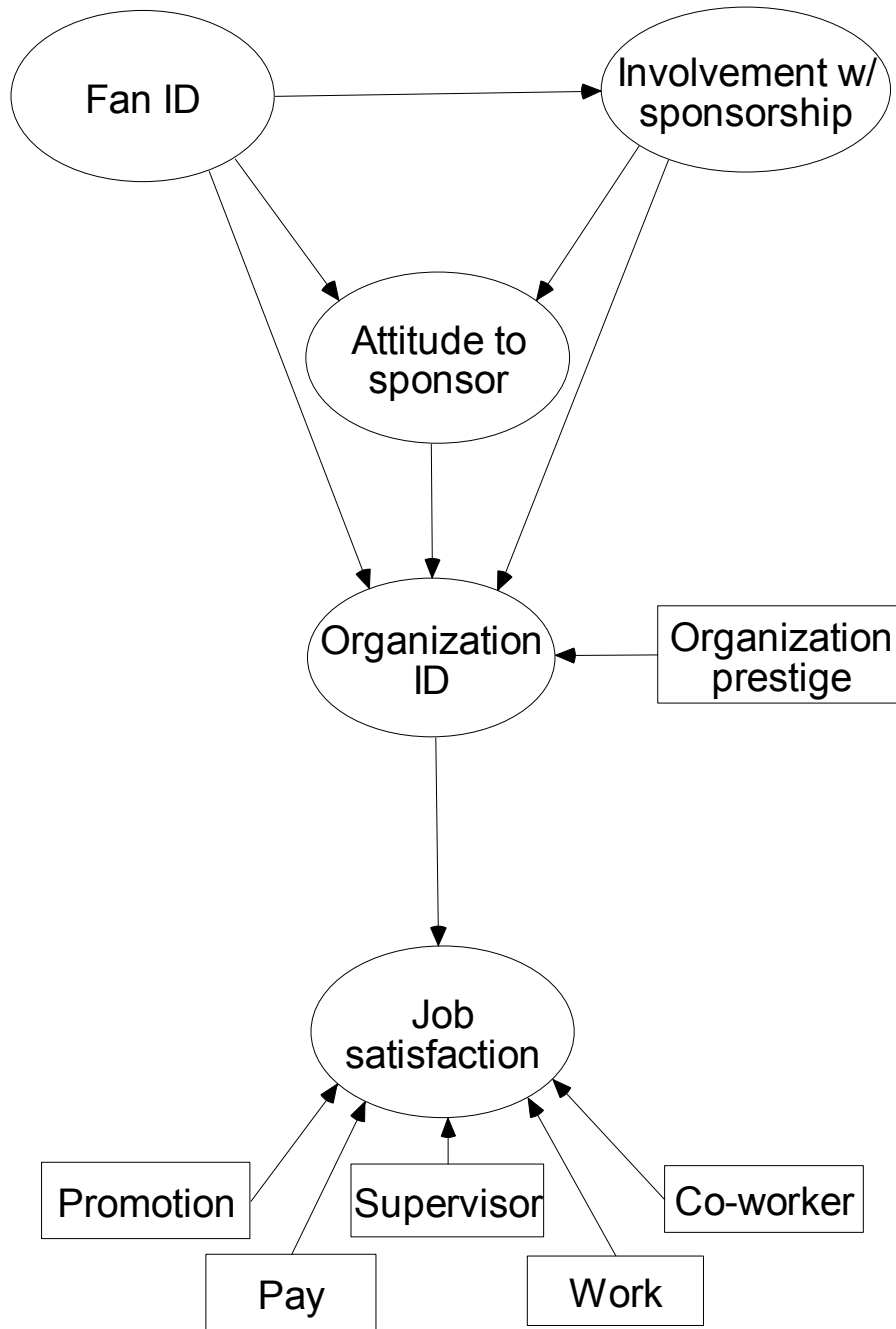 Fan ID
Involvement w/
sponsorship
Attitude to
sponsor
Organization
ID
Organization
prestige
Job
satisfaction
Promotion
Supervisor
Co-worker
Pay
Work